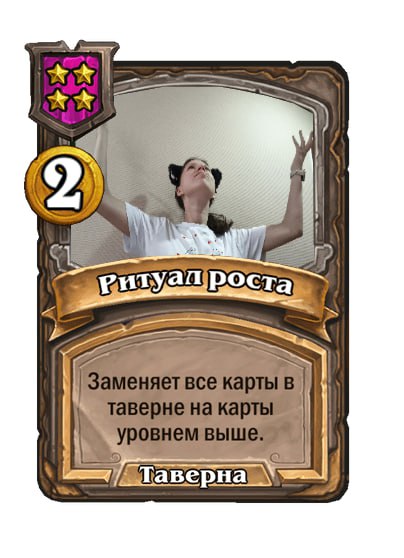 2
Ритуал роста
Заменяет все карты в
таверне на карты
уровнем выше.
Таверна